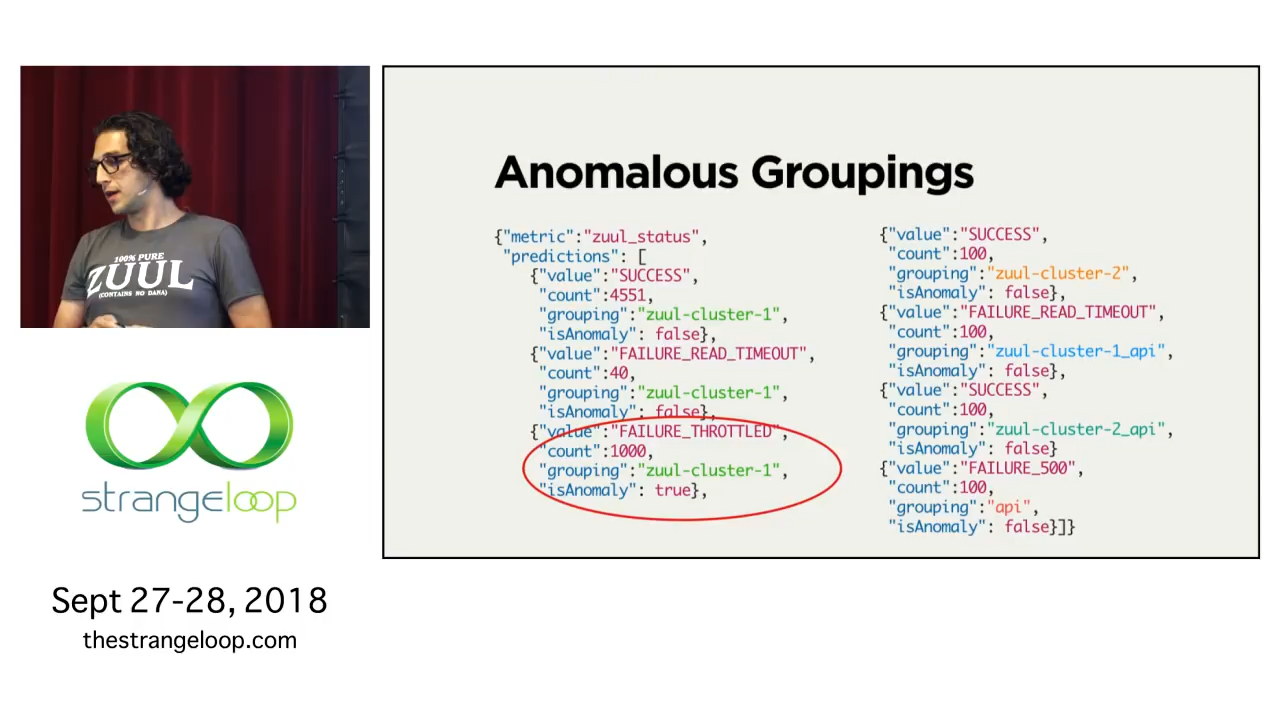 100% PURE
ZUUL
(CONTAINS NO DANA)
strangeloop
Sept 27-28, 2018
thestrangeloop.com
Anomalous Groupings
{"metric":"zuul_status",
"predictions": [
{"value":"SUCCESS",
"count":4551,
"grouping":"zuul-cluster-1",
"isAnomaly": false},
{"value":"FAILURE_READ_TIMEOUT",
"count":40,
"grouping":"zuul-cluster-1",
"isAnomaly": false},
{"value":"FAILURE_THROTTLED",
"count":1000,
"grouping":"zuul-cluster-1",
"isAnomaly": true},
{"value":"SUCCESS",
"count":100,
"grouping":"zuul-cluster-2",
"isAnomaly": false},
{"value":"FAILURE_READ_TIMEOUT",
"count":100,
"grouping":"zuul-cluster-1_api",
"isAnomaly": false},
{"value":"SUCCESS",
"count":100,
"grouping":"zuul-cluster-2_api",
"isAnomaly": false}
{"value":"FAILURE_500",
"count":100,
"grouping":"api",
"isAnomaly": false}]}